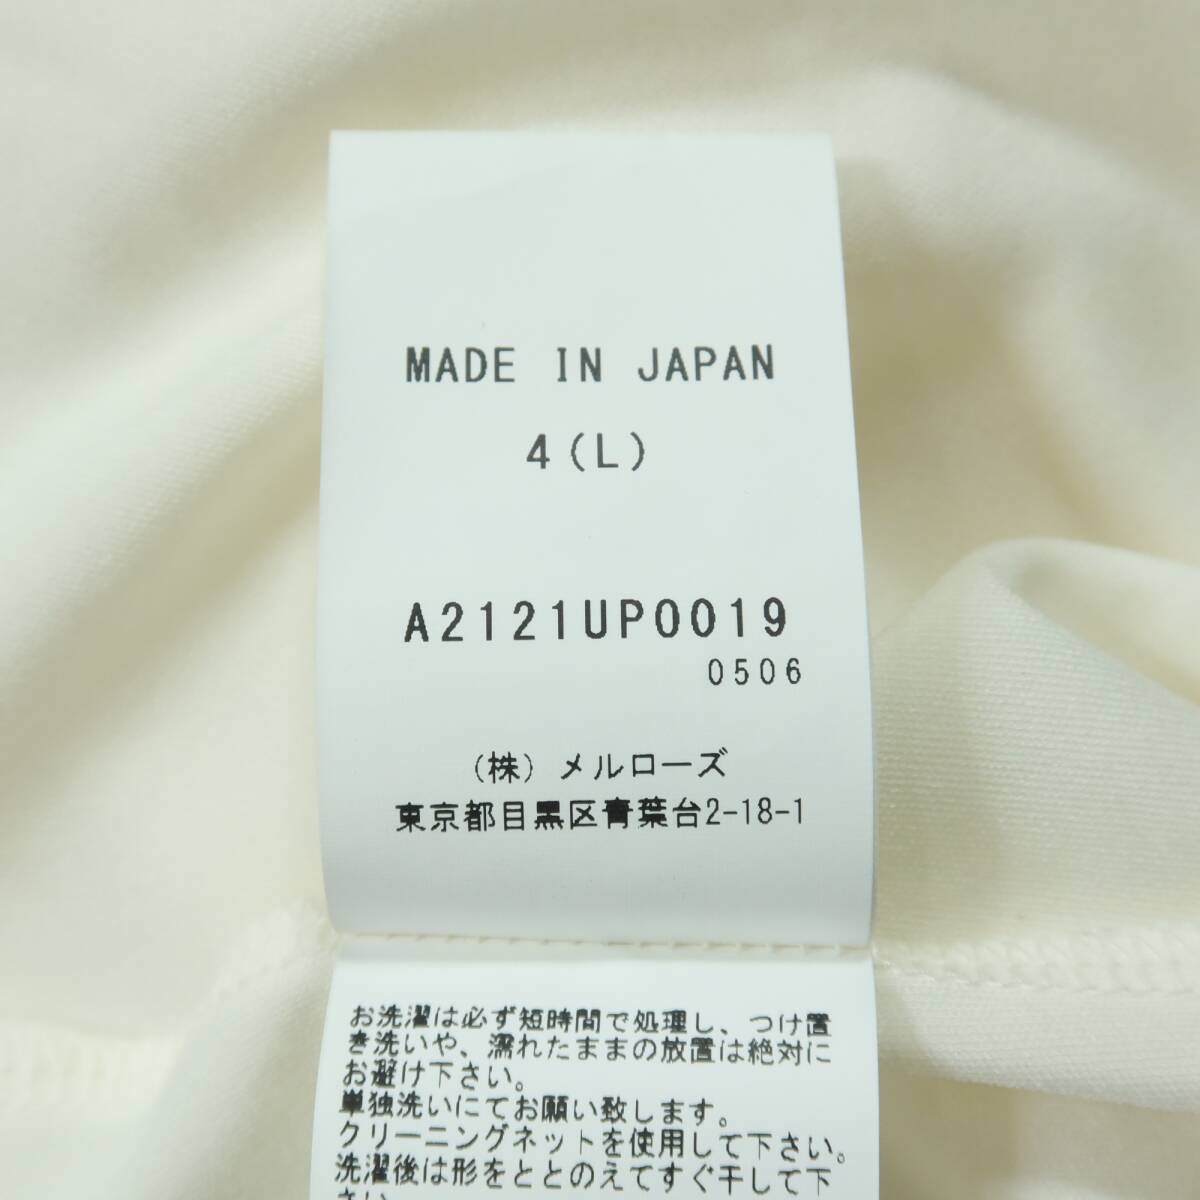 MADE IN JAPAN
4(L)
A2121UP0019
0506
(株)メルローズ
東京都目黒区青葉台2-18-1
お洗濯は必ず短時間で処理し、つけ置
き洗いや、濡れたままの放置は絶対に
お避け下さい。
単独洗いにてお願い致します。
クリーニングネットを使用して下さい。
洗濯後は形をととのえてすぐ干して下
さい